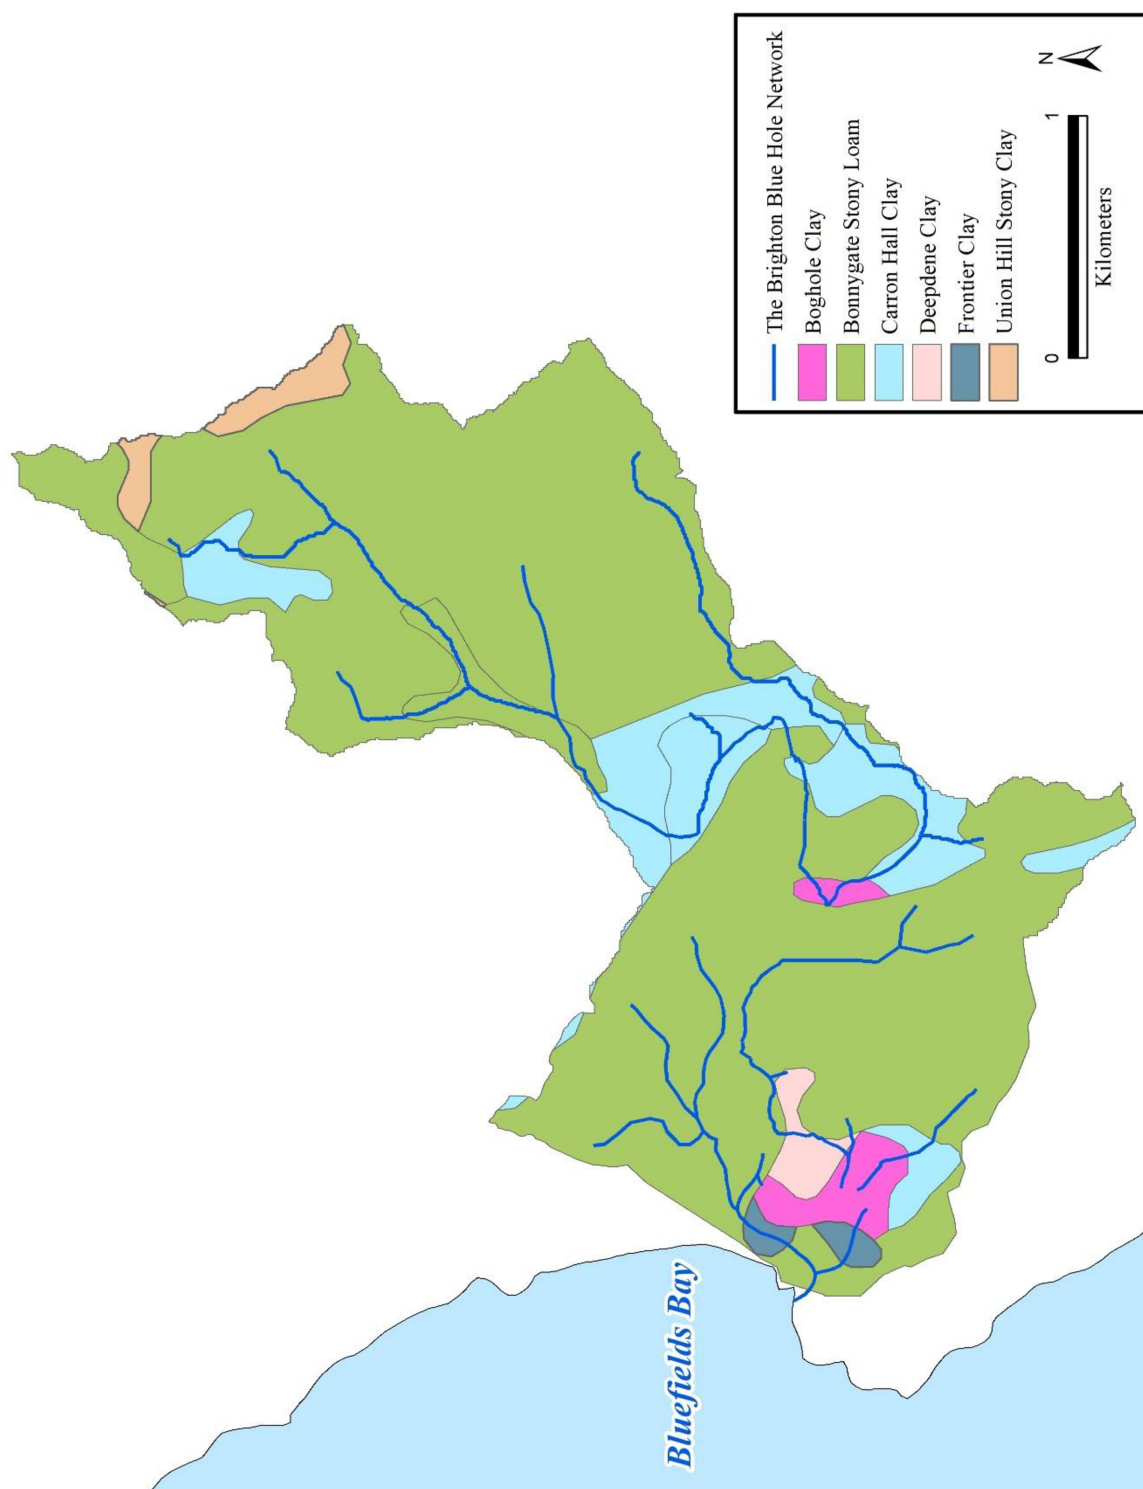 The Brighton Blue Hole Network
Boghole Clay
Bonnygate Stony Loam
Carron Hall Clay
Deepdene Clay
Frontier Clay
Union Hill Stony Clay
N
0 1
Kilometers
Bluefields Bay